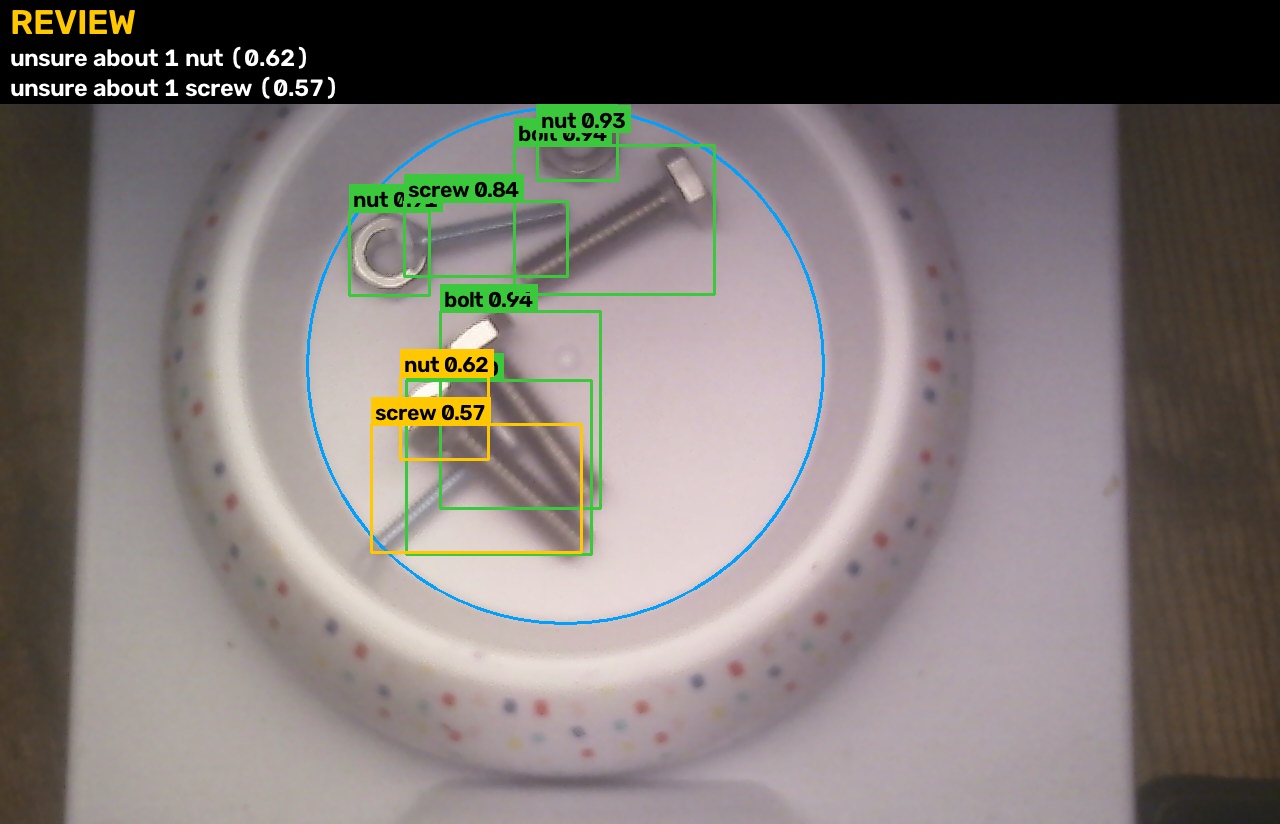 REVIEW
unsure about 1 nut (0.62)
unsure about 1 screw (0.57)
nut 0.93
bolt 0.94
screw 0.84
nut
bolt 0.94
nut 0.62
screw 0.57